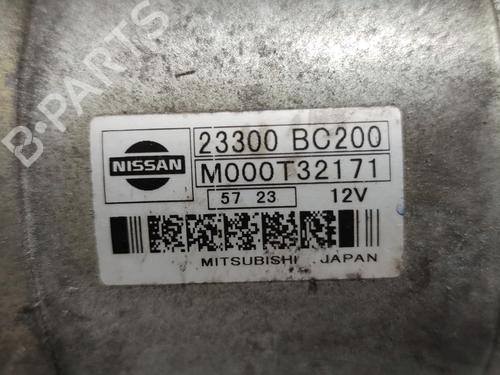 B-PARTS
NISSAN
23300 BC200
M000T32171
57 23 12V
MITSUBISHI JAPAN